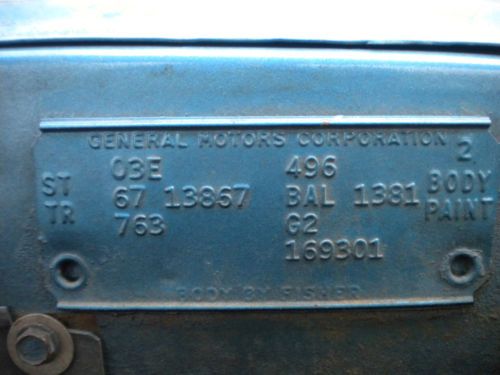 GENERAL MOTORS CORPORATION 2
03E 496
ST 67 13867 BAL 1381 BODY
TR 763 G2 PAINT
169301
BODY BY FISHER